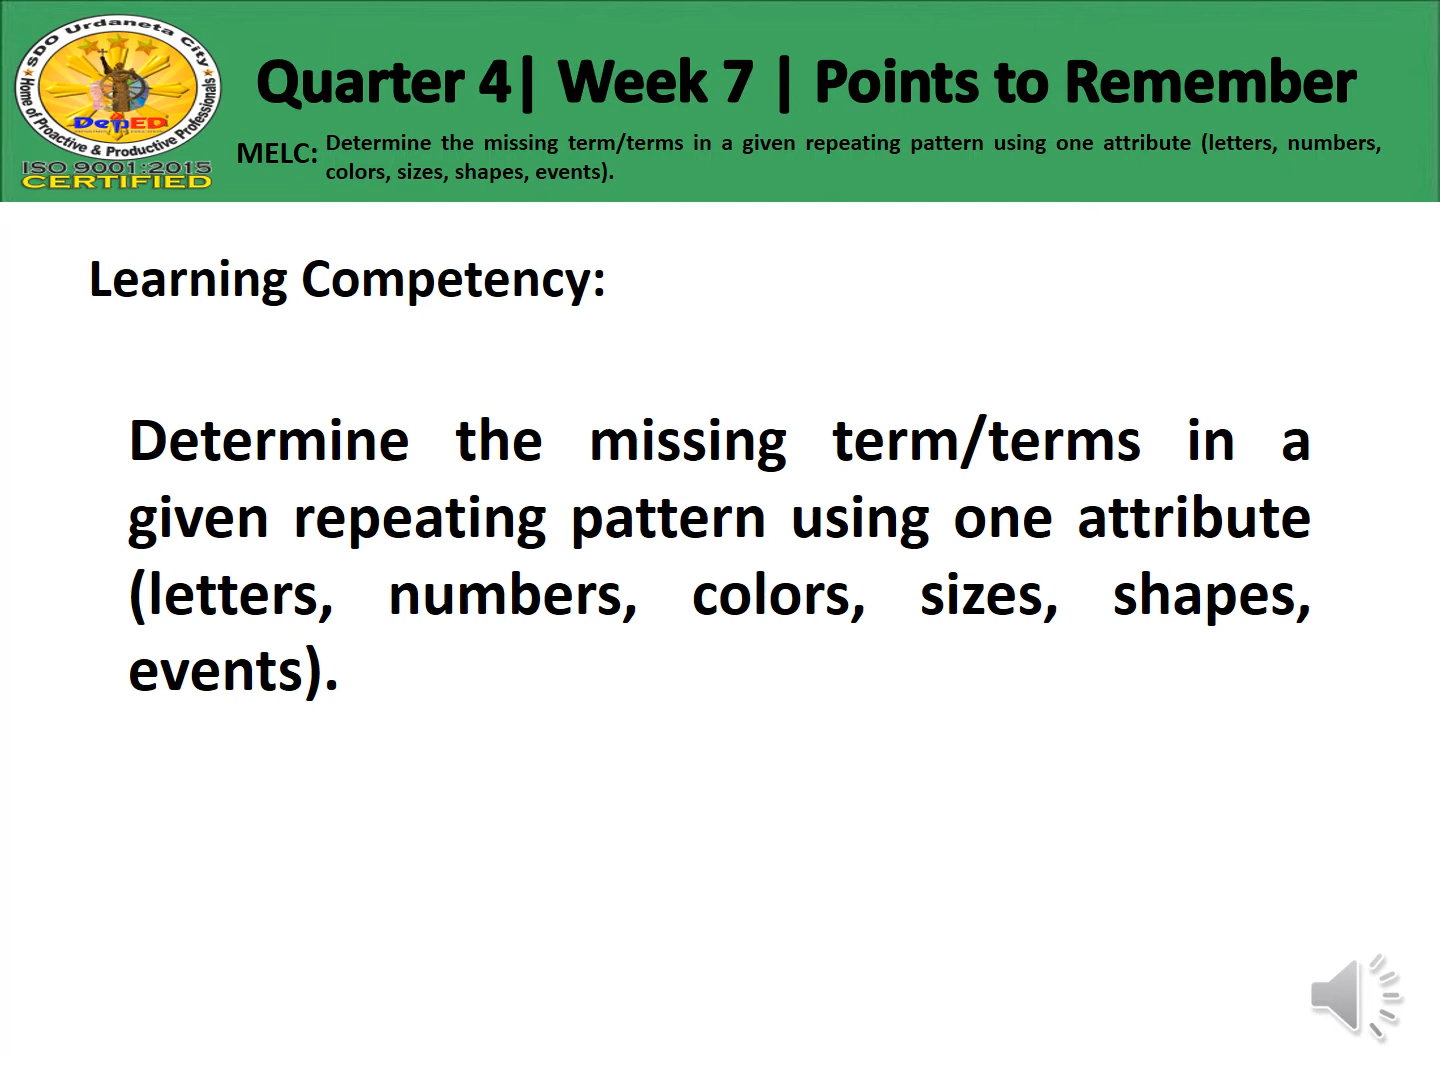 SDO Urdaneta City
Home of Proactive & Productive Professionals
DepED
ISO 9001:2015
CERTIFIED
Quarter 4| Week 7 | Points to Remember
MELC: Determine the missing term/terms in a given repeating pattern using one attribute (letters, numbers,
colors, sizes, shapes, events).
Learning Competency:
Determine the missing term/terms in a
given repeating pattern using one attribute
(letters, numbers, colors, sizes, shapes,
events).